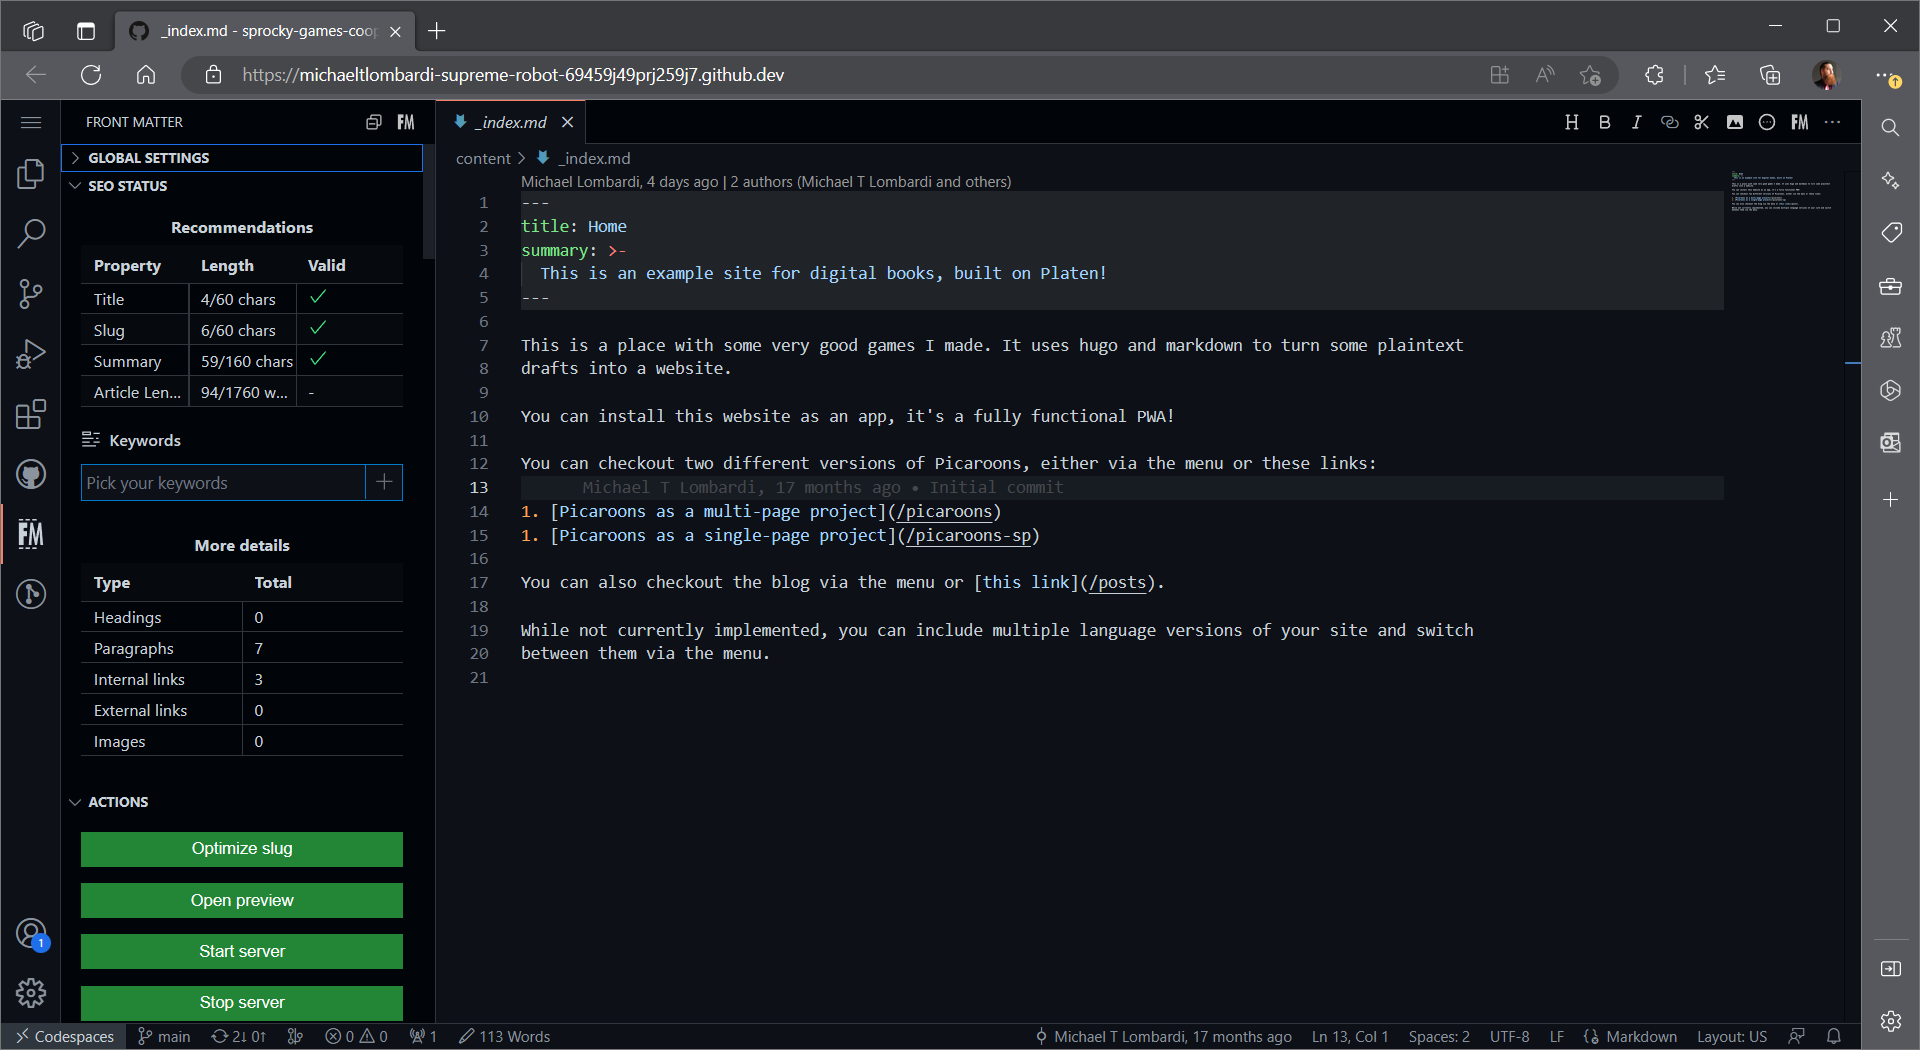 _index.md - sprocky-games-coop
https://michaeltlombardi-supreme-robot-69459j49prj259j7.github.dev
FRONT MATTER
FM
GLOBAL SETTINGS
SEO STATUS
Recommendations
Property Length Valid
Title 4/60 chars
Slug 6/60 chars
Summary 59/160 chars
Article Len... 94/1760 w... -
Keywords
Pick your keywords
More details
Type Total
Headings 0
Paragraphs 7
Internal links 3
External links 0
Images 0
ACTIONS
Optimize slug
Open preview
Start server
Stop server
FM
1
_index.md
H B I FM
content > _index.md
Michael Lombardi, 4 days ago | 2 authors (Michael T Lombardi and others)
1 ---
2 title: Home
3 summary: >-
4 This is an example site for digital books, built on Platen!
5 ---
6
7 This is a place with some very good games I made. It uses hugo and markdown to turn some plaintext
8 drafts into a website.
9
10 You can install this website as an app, it's a fully functional PWA!
11
12 You can checkout two different versions of Picaroons, either via the menu or these links:
13 Michael T Lombardi, 17 months ago • Initial commit
14 1. [Picaroons as a multi-page project](/picaroons)
15 1. [Picaroons as a single-page project](/picaroons-sp)
16
17 You can also checkout the blog via the menu or [this link](/posts).
18
19 While not currently implemented, you can include multiple language versions of your site and switch
20 between them via the menu.
21
Codespaces main 2↓ 0↑ 0 0 1 113 Words
Michael T Lombardi, 17 months ago Ln 13, Col 1 Spaces: 2 UTF-8 LF Markdown Layout: US